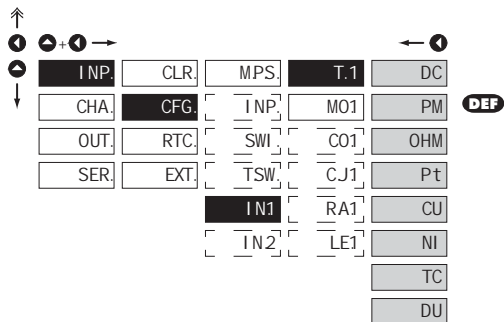 +
INP. CLR. MPS. T.1 DC
CHA. CFG. INP. MO1 PM DEF
OUT. RTC. SWI. CO1 OHM
SER. EXT. TSW. CJ1 Pt
IN1 RA1 CU
IN2 LE1 NI
TC
DU